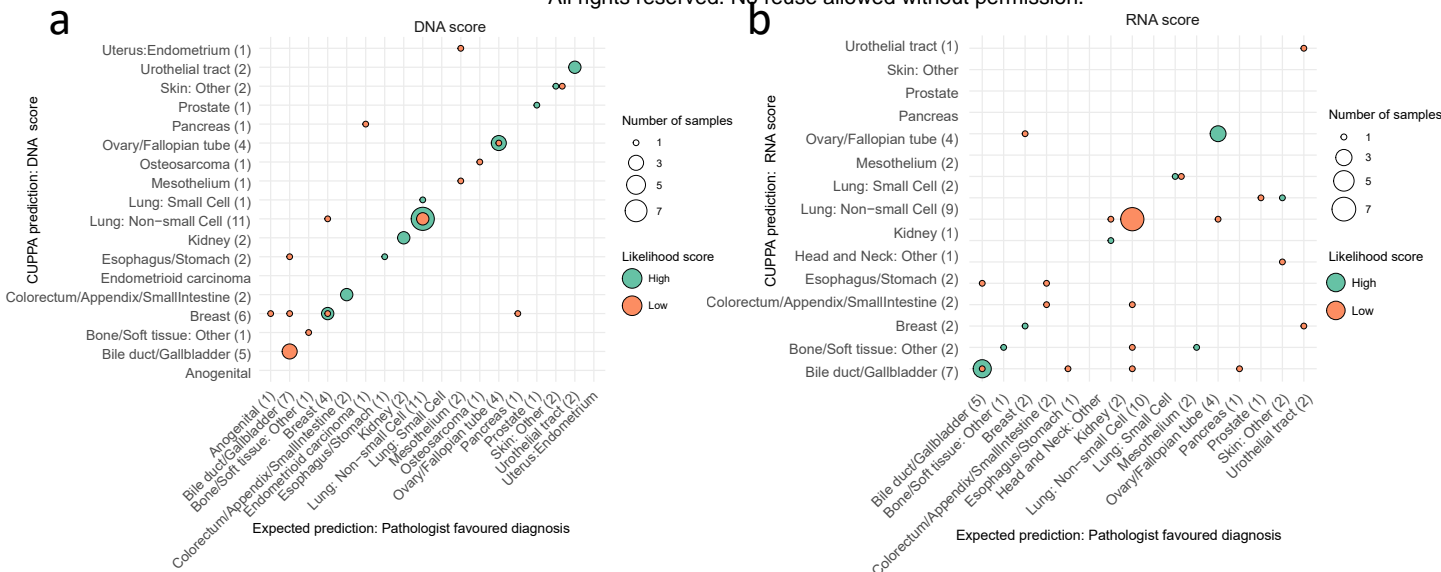 All rights reserved. No reuse allowed without permission.
a
DNA score
CUPPA prediction: DNA score
Uterus:Endometrium (1)
Urothelial tract (2)
Skin: Other (2)
Prostate (1)
Pancreas (1)
Ovary/Fallopian tube (4)
Osteosarcoma (1)
Mesothelium (1)
Lung: Small Cell (1)
Lung: Non−small Cell (11)
Kidney (2)
Esophagus/Stomach (2)
Endometrioid carcinoma
Colorectum/Appendix/SmallIntestine (2)
Breast (6)
Bone/Soft tissue: Other (1)
Bile duct/Gallbladder (5)
Anogenital
Anogenital (1)
Bile duct/Gallbladder (7)
Bone/Soft tissue: Other (1)
Breast (4)
Colorectum/Appendix/SmallIntestine (2)
Endometrioid carcinoma (1)
Esophagus/Stomach (1)
Kidney (2)
Lung: Non−small Cell (11)
Lung: Small Cell
Mesothelium (2)
Osteosarcoma (1)
Ovary/Fallopian tube (4)
Pancreas (1)
Prostate (1)
Skin: Other (2)
Urothelial tract (2)
Uterus:Endometrium
Expected prediction: Pathologist favoured diagnosis
Number of samples
1
3
5
7
Likelihood score
High
Low
b
RNA score
CUPPA prediction: RNA score
Urothelial tract (1)
Skin: Other
Prostate
Pancreas
Ovary/Fallopian tube (4)
Mesothelium (2)
Lung: Small Cell (2)
Lung: Non−small Cell (9)
Kidney (1)
Head and Neck: Other (1)
Esophagus/Stomach (2)
Colorectum/Appendix/SmallIntestine (2)
Breast (2)
Bone/Soft tissue: Other (2)
Bile duct/Gallbladder (7)
Bile duct/Gallbladder (5)
Bone/Soft tissue: Other (1)
Breast (2)
Colorectum/Appendix/SmallIntestine (2)
Esophagus/Stomach (1)
Head and Neck: Other
Kidney (2)
Lung: Non−small Cell (10)
Lung: Small Cell
Mesothelium (2)
Ovary/Fallopian tube (4)
Pancreas (1)
Prostate (1)
Skin: Other (2)
Urothelial tract (2)
Expected prediction: Pathologist favoured diagnosis
Number of samples
1
3
5
7
Likelihood score
High
Low